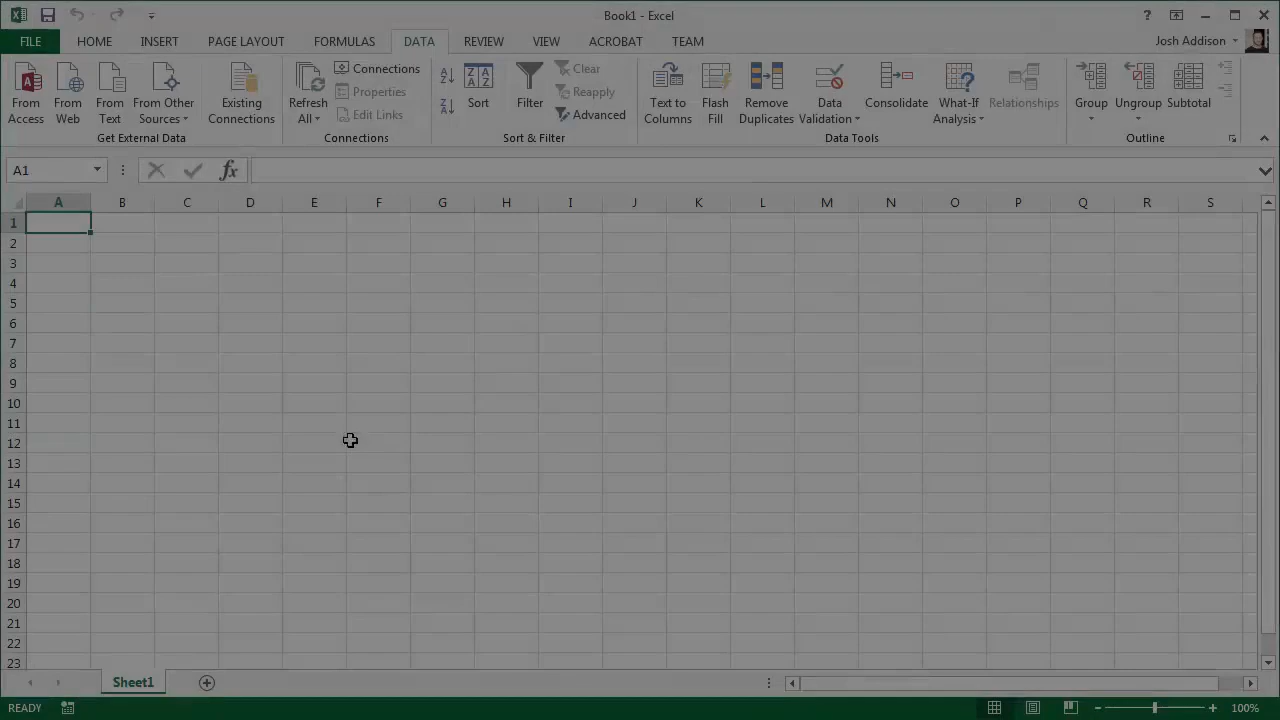 Book1 - Excel
?
FILE HOME INSERT PAGE LAYOUT FORMULAS DATA REVIEW VIEW ACROBAT TEAM Josh Addison
From Access
From Web
From Text
From Other Sources
Existing Connections
Get External Data
Refresh All
Connections
Properties
Edit Links
Connections
Sort
Filter
Clear
Reapply
Advanced
Sort & Filter
Text to Columns
Flash Fill
Remove Duplicates
Data Validation
Consolidate
What-If Analysis
Relationships
Data Tools
Group
Ungroup
Subtotal
Outline
A1 fx
A B C D E F G H I J K L M N O P Q R S
1
2
3
4
5
6
7
8
9
10
11
12
13
14
15
16
17
18
19
20
21
22
23
Sheet1
READY 100%